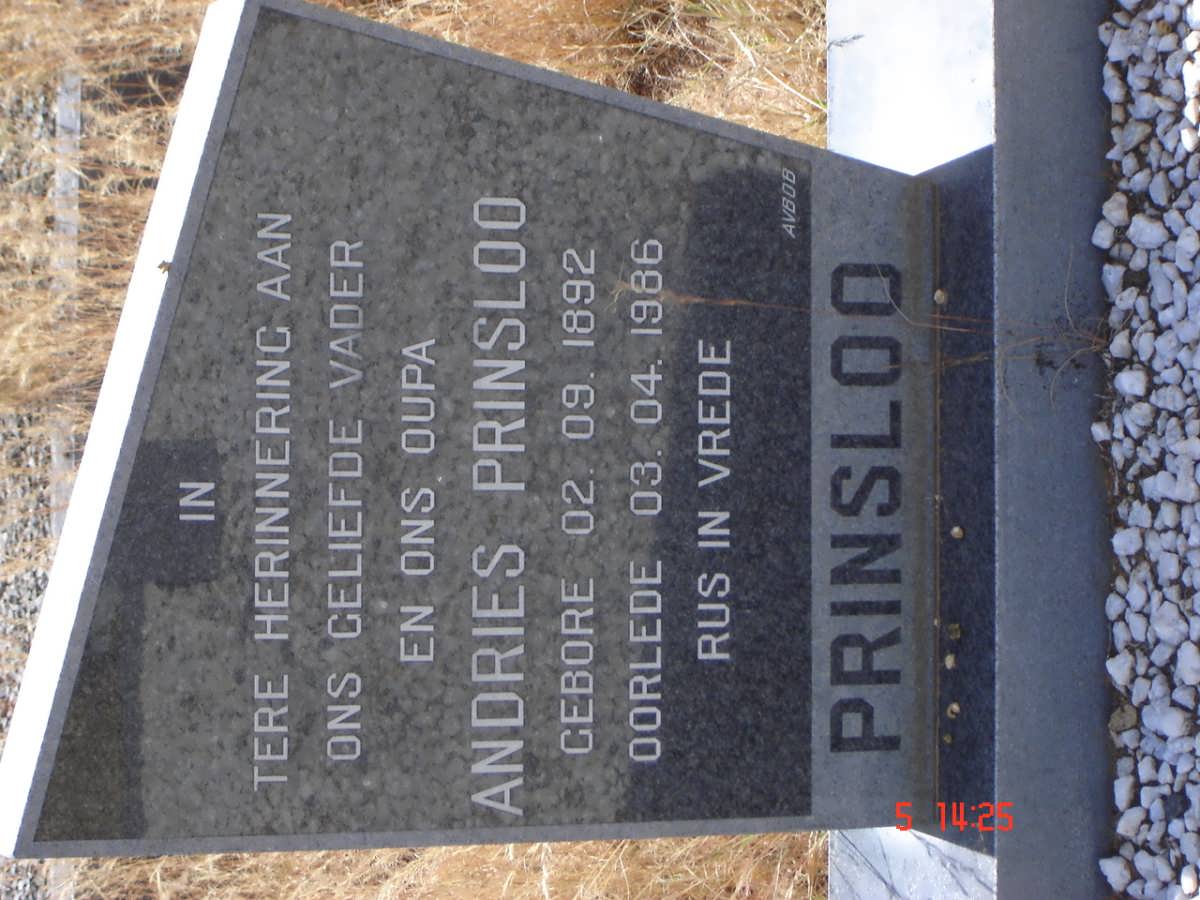 IN
TERE HERINNERING AAN
ONS GELIEFDE VADER
EN ONS OUPA
ANDRIES PRINSLOO
GEBORE 02. 09. 1892
OORLEDE 03. 04. 1986
RUS IN VREDE
AVBOB
PRINSLOO
5 14:25